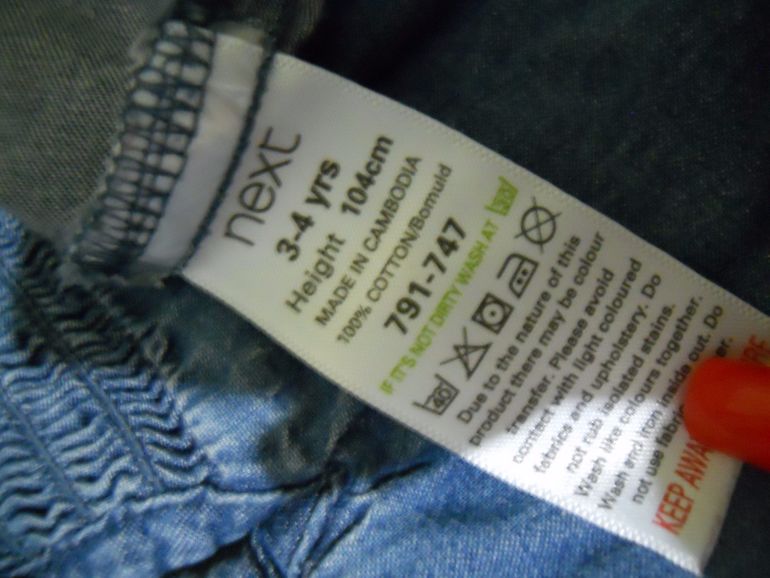 next
3-4 yrs
Height 104cm
MADE IN CAMBODIA
100% COTTON/Bomuld
791-747
IF IT'S NOT DIRTY WASH AT
Due to the nature of this
product there may be colour
transfer. Please avoid
contact with light coloured
fabrics and upholstery. Do
not rub isolated stains.
Wash like colours together.
Wash and iron inside out. Do
not use fabric
KEEP AWAY